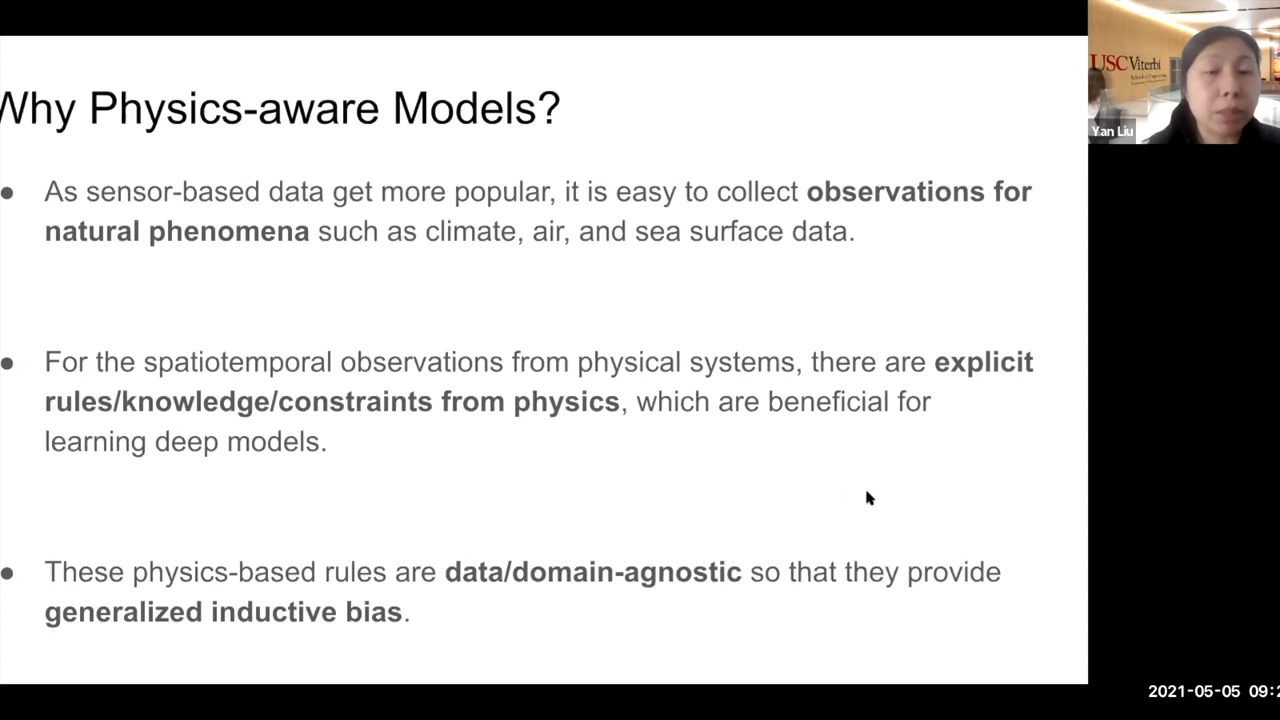 Why Physics-aware Models?
● As sensor-based data get more popular, it is easy to collect observations for
natural phenomena such as climate, air, and sea surface data.
● For the spatiotemporal observations from physical systems, there are explicit
rules/knowledge/constraints from physics, which are beneficial for
learning deep models.
● These physics-based rules are data/domain-agnostic so that they provide
generalized inductive bias.
USC Viterbi
Yan Liu
2021-05-05 09:2